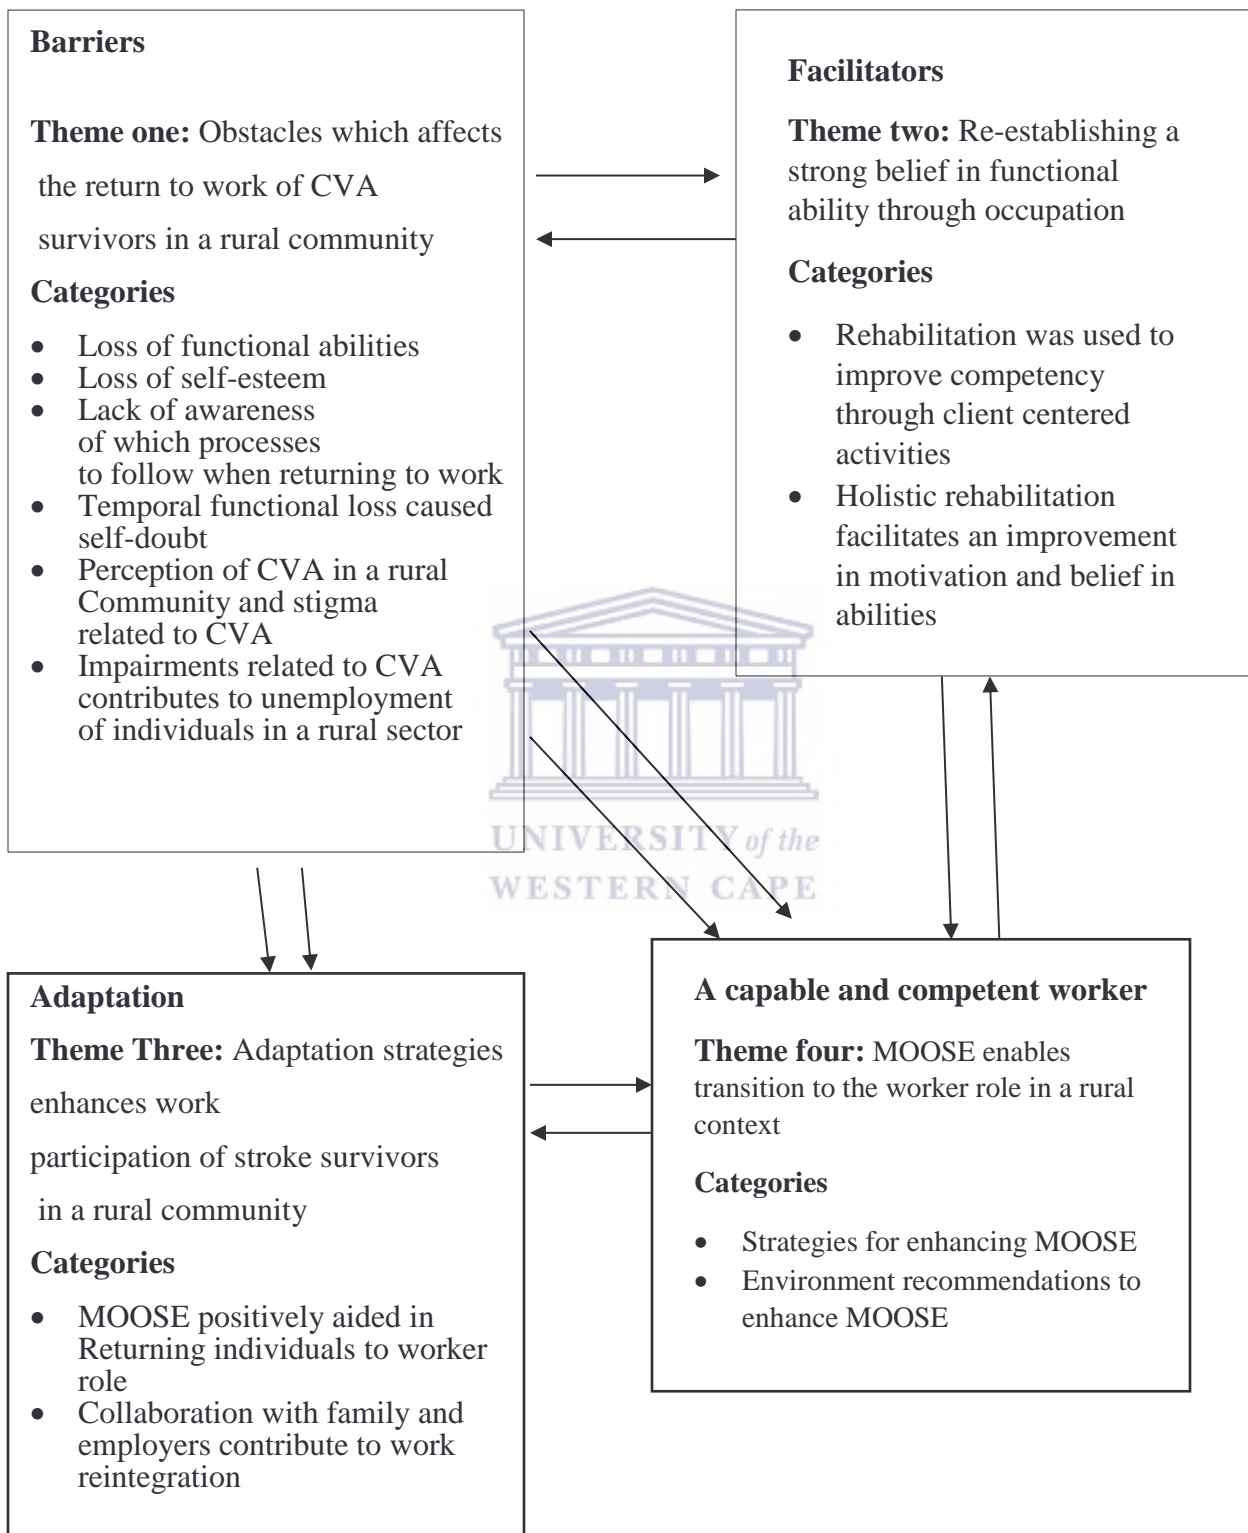 Barriers
Theme one: Obstacles which affects
the return to work of CVA
survivors in a rural community
Categories
• Loss of functional abilities
• Loss of self-esteem
• Lack of awareness
of which processes
to follow when returning to work
• Temporal functional loss caused
self-doubt
• Perception of CVA in a rural
Community and stigma
related to CVA
• Impairments related to CVA
contributes to unemployment
of individuals in a rural sector
Facilitators
Theme two: Re-establishing a
strong belief in functional
ability through occupation
Categories
• Rehabilitation was used to
improve competency
through client centered
activities
• Holistic rehabilitation
facilitates an improvement
in motivation and belief in
abilities
UNIVERSITY of the
WESTERN CAPE
Adaptation
Theme Three: Adaptation strategies
enhances work
participation of stroke survivors
in a rural community
Categories
• MOOSE positively aided in
Returning individuals to worker
role
• Collaboration with family and
employers contribute to work
reintegration
A capable and competent worker
Theme four: MOOSE enables
transition to the worker role in a rural
context
Categories
• Strategies for enhancing MOOSE
• Environment recommendations to
enhance MOOSE